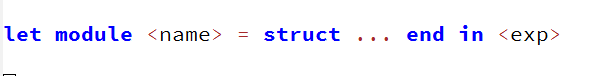 let module <name> = struct ... end in <exp>